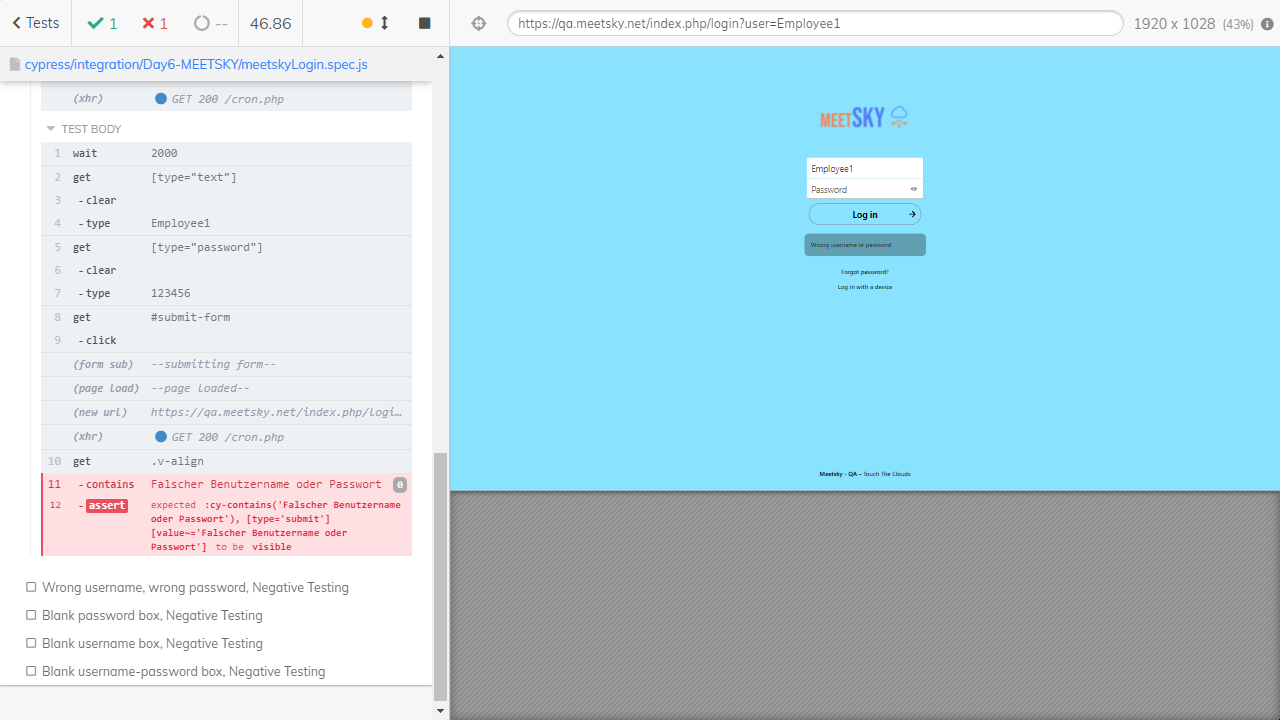 Tests
1
1
--
46.86
https://qa.meetsky.net/index.php/login?user=Employee1
1920 x 1028 (43%)
cypress/integration/Day6-MEETSKY/meetskyLogin.spec.js
(xhr) GET 200 /cron.php
TEST BODY
1 wait 2000
2 get [type="text"]
3 -clear
4 -type Employee1
5 get [type="password"]
6 -clear
7 -type 123456
8 get #submit-form
9 -click
(form sub) --submitting form--
(page load) --page loaded--
(new url) https://qa.meetsky.net/index.php/logi…
(xhr) GET 200 /cron.php
10 get .v-align
11 -contains Falscher Benutzername oder Passwort 0
12 -assert expected :cy-contains('Falscher Benutzername
oder Passwort'), [type='submit']
[value~='Falscher Benutzername oder
Passwort'] to be visible
Wrong username, wrong password, Negative Testing
Blank password box, Negative Testing
Blank username box, Negative Testing
Blank username-password box, Negative Testing
MEETSKY
Employee1
Password
Log in
Wrong username or password.
Forgot password?
Log in with a device
Meetsky - QA – Touch The Clouds